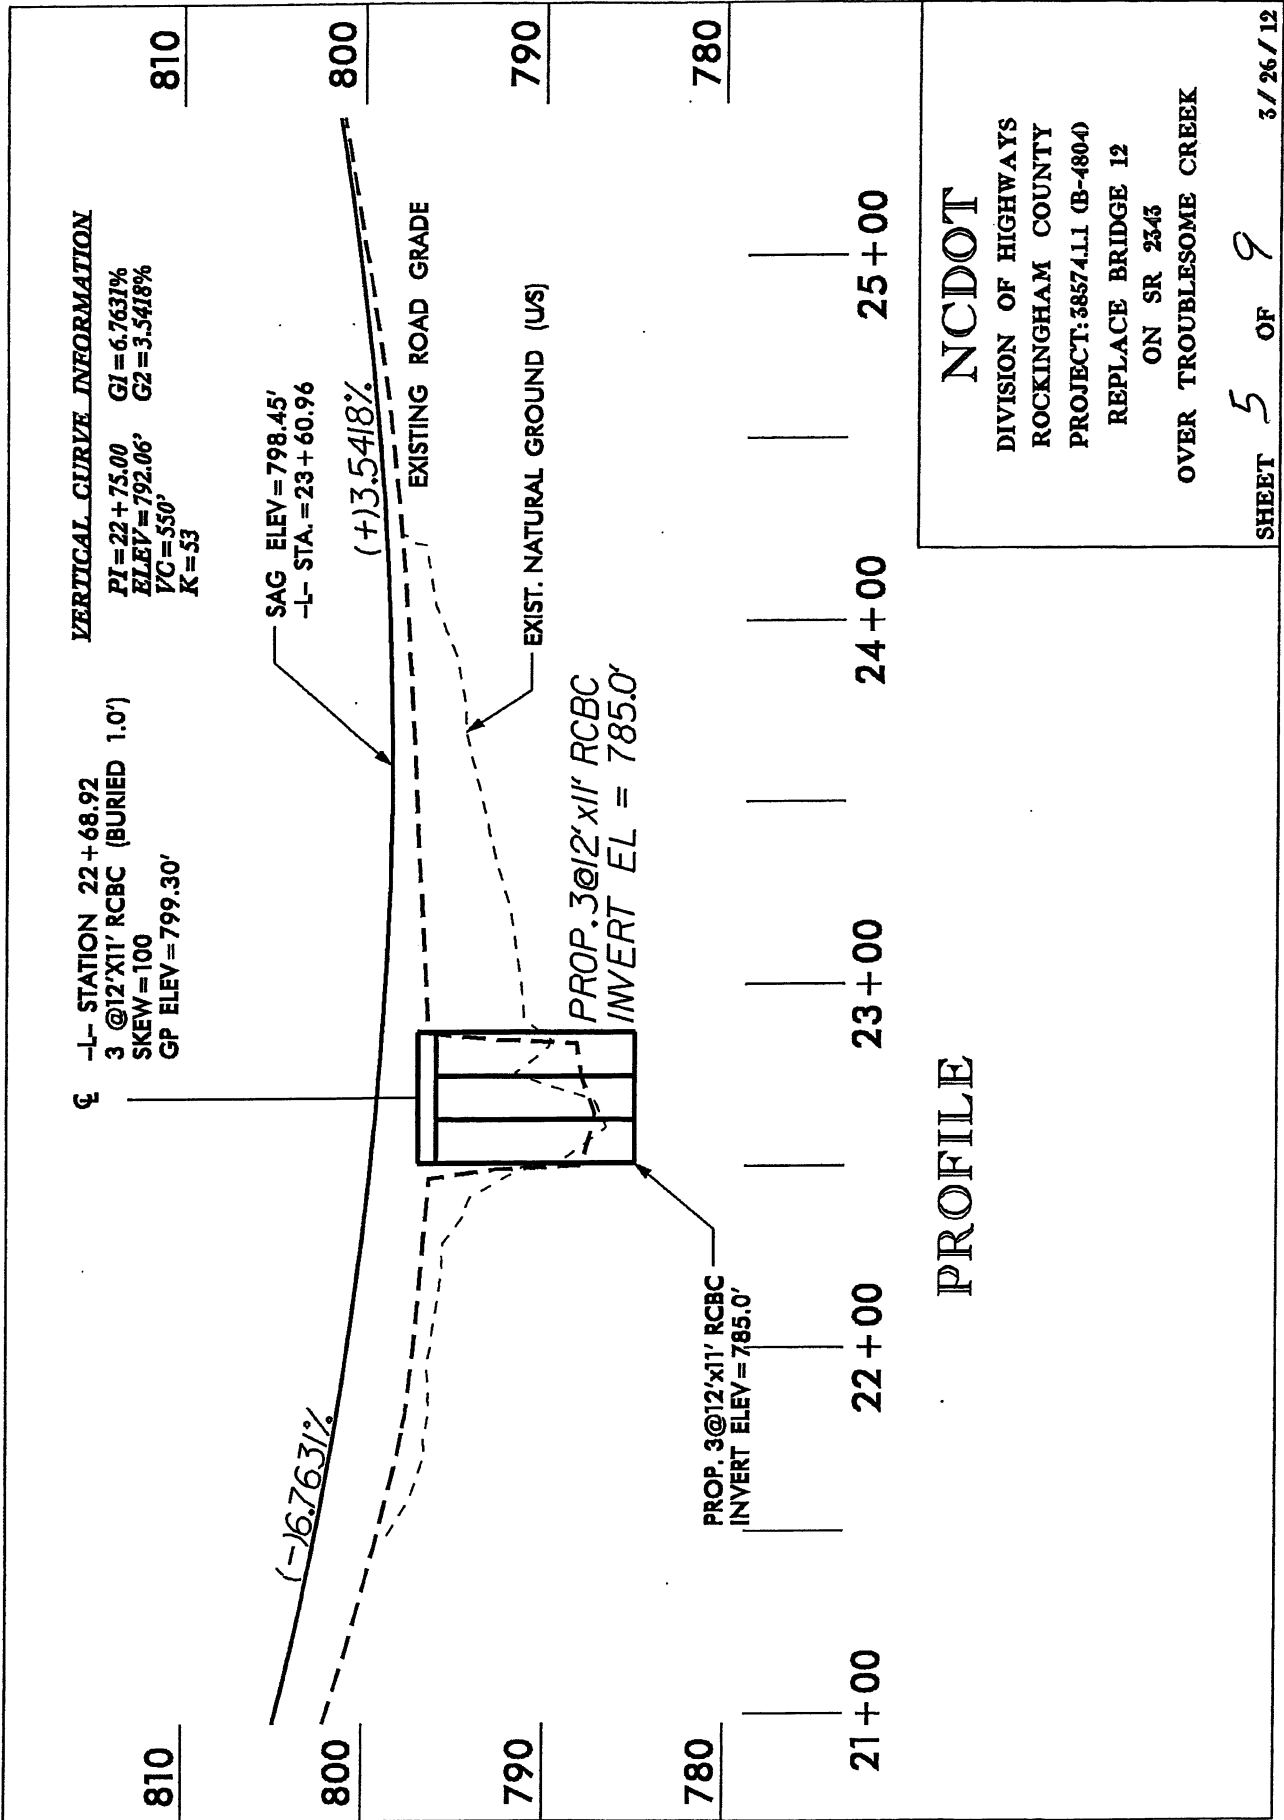 ℄ -L- STATION 22+68.92
3 @12'X11' RCBC (BURIED 1.0')
SKEW=100
GP ELEV=799.30'
VERTICAL CURVE INFORMATION
PI=22+75.00 G1=6.7631%
ELEV=792.06' G2=3.5418%
VC=550'
K=53
810
810
SAG ELEV=798.45'
-L- STA.=23+60.96
(-)6.7631%
(+)3.5418%
800
800
EXISTING ROAD GRADE
EXIST. NATURAL GROUND (U/S)
790
790
PROP. 3@12'x11' RCBC
INVERT EL = 785.0'
PROP. 3@12'x11' RCBC
INVERT ELEV=785.0'
780
780
21+00
22+00
23+00
24+00
25+00
PROFILE
NCDOT
DIVISION OF HIGHWAYS
ROCKINGHAM COUNTY
PROJECT:38574.1.1 (B-4804)
REPLACE BRIDGE 12
ON SR 2343
OVER TROUBLESOME CREEK
SHEET 5 OF 9 3/26/12